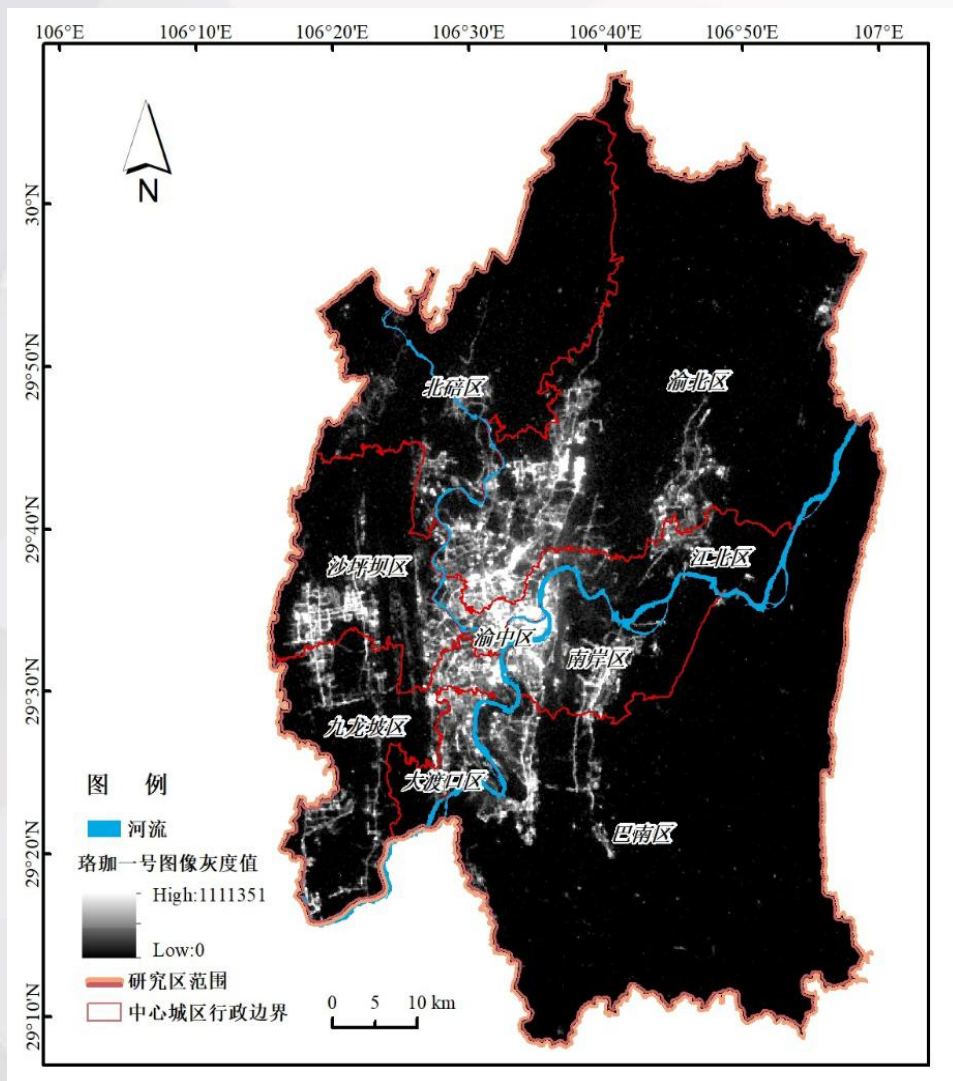 106°E 106°10'E 106°20'E 106°30'E 106°40'E 106°50'E 107°E
N
30°N
29°50'N
29°40'N
29°30'N
29°20'N
29°10'N
北碚区
渝北区
沙坪坝区
江北区
渝中区
南岸区
九龙坡区
大渡口区
巴南区
图 例
河流
珞珈一号图像灰度值
High:1111351
Low:0
研究区范围
中心城区行政边界
0 5 10 km